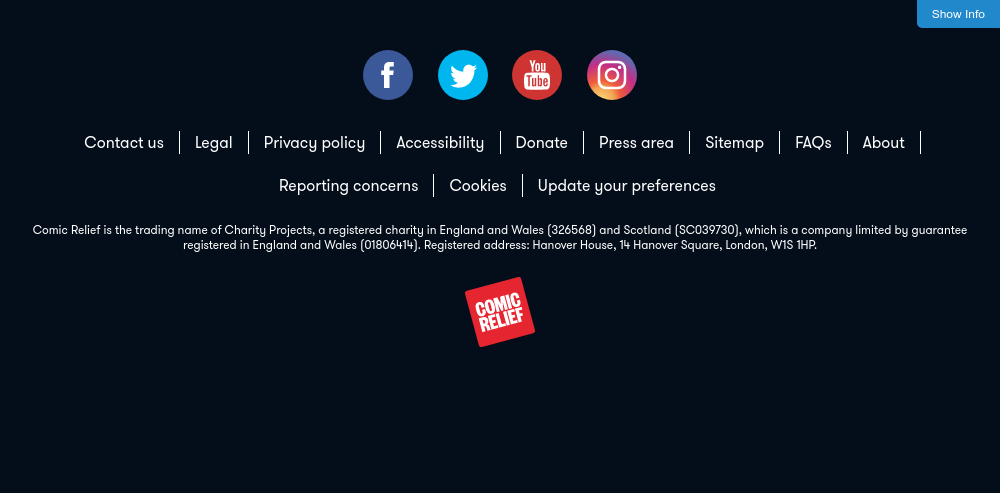 Show Info
You
Tube
Contact us Legal Privacy policy Accessibility Donate Press area Sitemap FAQs About
Reporting concerns Cookies Update your preferences
Comic Relief is the trading name of Charity Projects, a registered charity in England and Wales (326568) and Scotland (SC039730), which is a company limited by guarantee
registered in England and Wales (01806414). Registered address: Hanover House, 14 Hanover Square, London, W1S 1HP.
COMIC
RELIEF